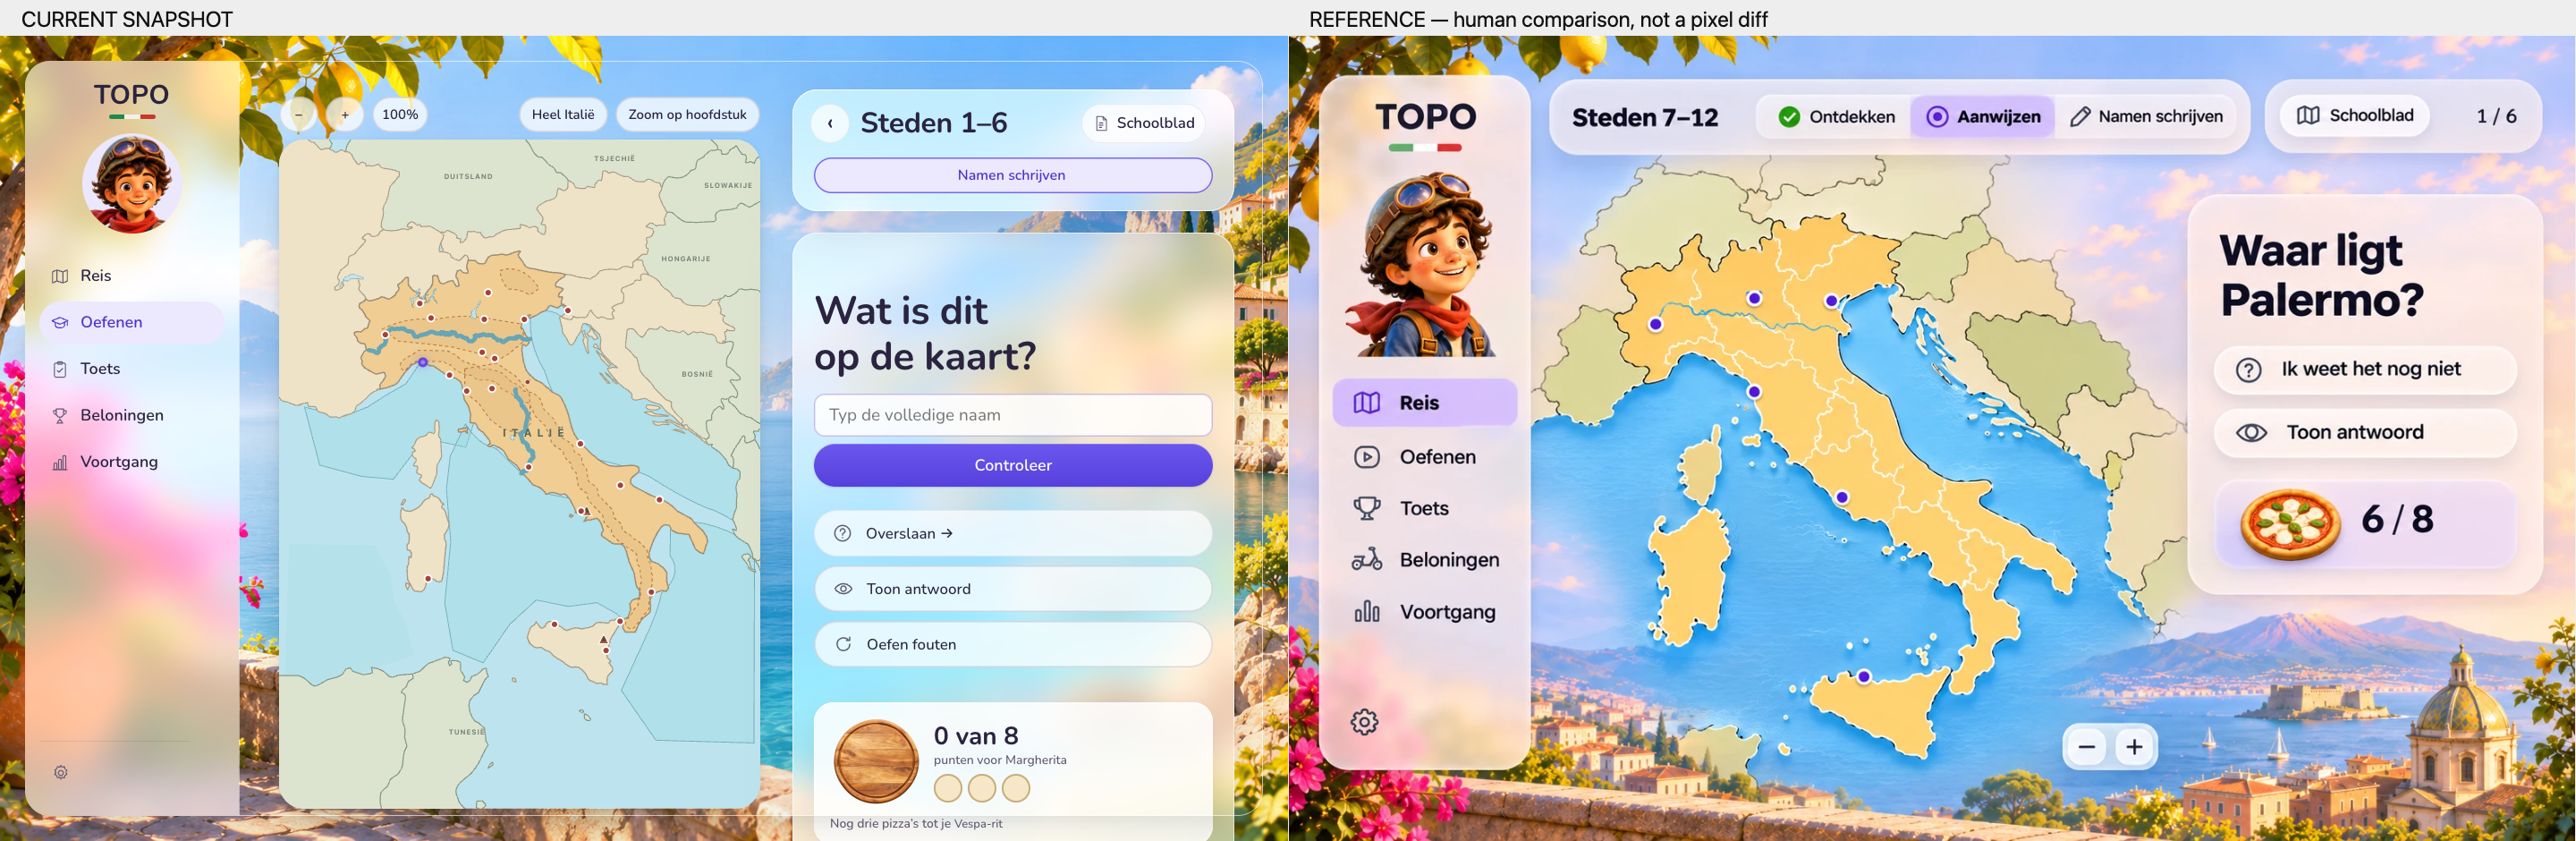 CURRENT SNAPSHOT
TOPO
Reis
Oefenen
Toets
Beloningen
Voortgang
−
+
100%
Heel Italië
Zoom op hoofdstuk
DUITSLAND
TSJECHIË
SLOWAKIJE
HONGARIJE
BOSNIË
ITALIË
TUNESIË
‹
Steden 1–6
Schoolblad
Namen schrijven
Wat is dit
op de kaart?
Typ de volledige naam
Controleer
Overslaan →
Toon antwoord
Oefen fouten
0 van 8
punten voor Margherita
Nog drie pizza's tot je Vespa-rit
REFERENCE — human comparison, not a pixel diff
TOPO
Reis
Oefenen
Toets
Beloningen
Voortgang
Steden 7–12
Ontdekken
Aanwijzen
Namen schrijven
Schoolblad
1 / 6
Waar ligt
Palermo?
Ik weet het nog niet
Toon antwoord
6 / 8
−
+